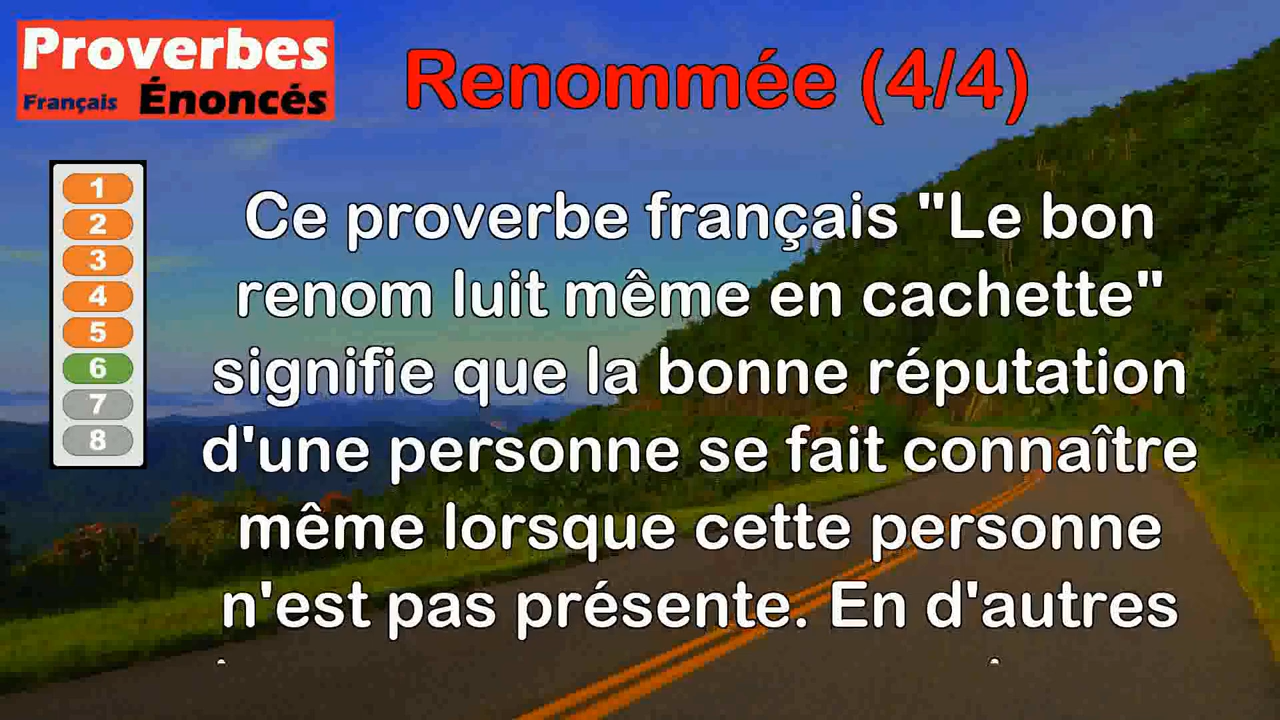 Proverbes
Français Énoncés
Renommée (4/4)
1
2
3
4
5
6
7
8
Ce proverbe français "Le bon
renom luit même en cachette"
signifie que la bonne réputation
d'une personne se fait connaître
même lorsque cette personne
n'est pas présente. En d'autres